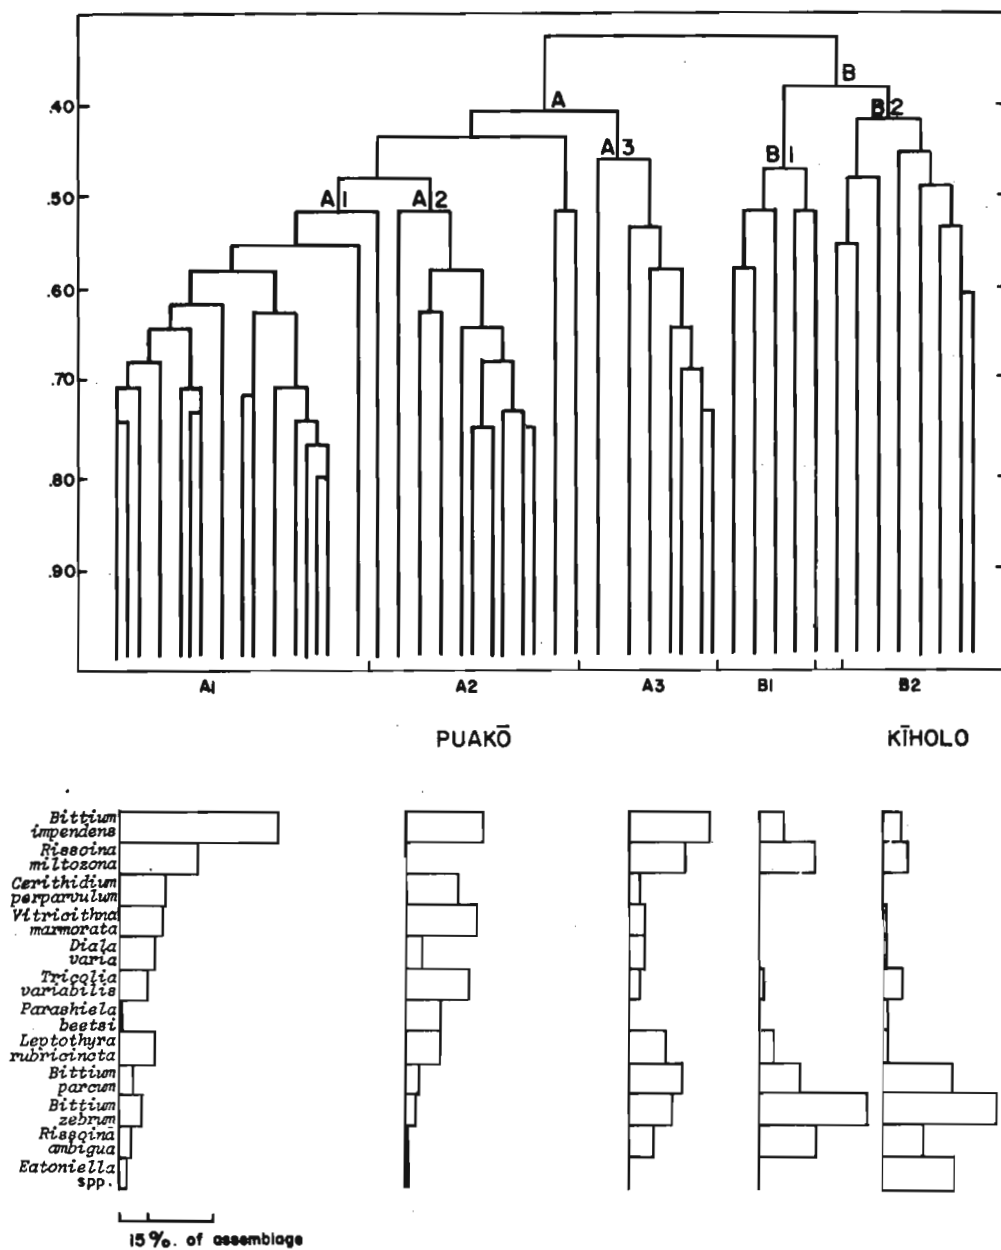 .40
.50
.60
.70
.80
.90
A
B
A1
A2
A3
B1
B2
A1
A2
A3
B1
B2
PUAKŌ
KĪHOLO
Bittium
impendens
Rissoina
miltozona
Cerithidium
perparvulum
Vitricithna
marmorata
Diala
varia
Tricolia
variabilis
Parashiela
beetsi
Leptothyra
rubricincta
Bittium
parcum
Bittium
zebrum
Rissoina
ambigua
Eatoniella
spp.
15%. of assemblage